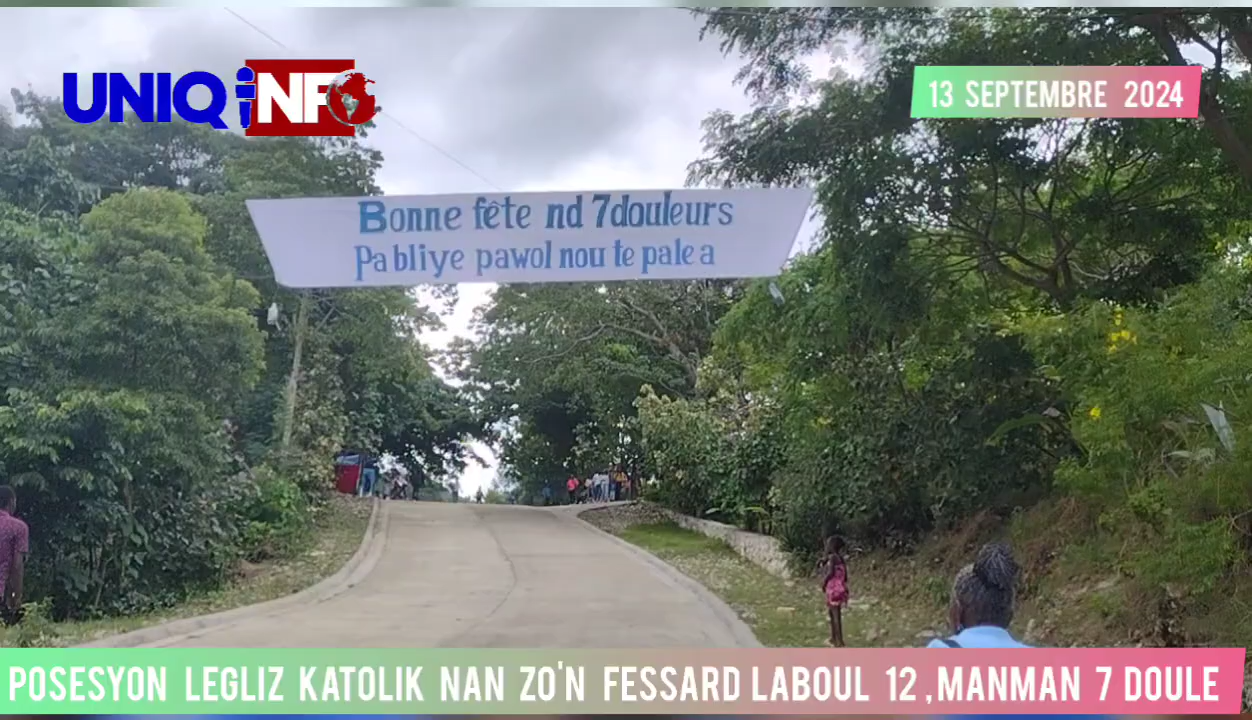 UNIQ iNFO
13 SEPTEMBRE 2024
Bonne fête nd 7douleurs
Pa bliye pawol nou te pale a
POSESYON LEGLIZ KATOLIK NAN ZO'N FESSARD LABOUL 12 , MANMAN 7 DOULE